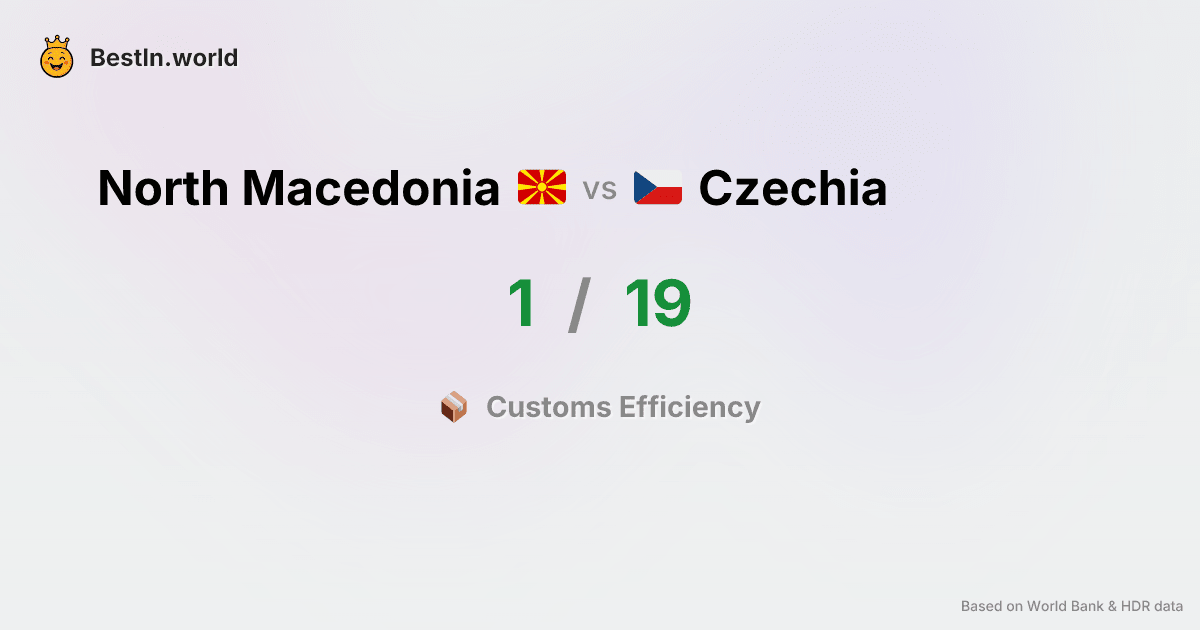 BestIn.world
North Macedonia vs Czechia
1 / 19
Customs Efficiency
Based on World Bank & HDR data